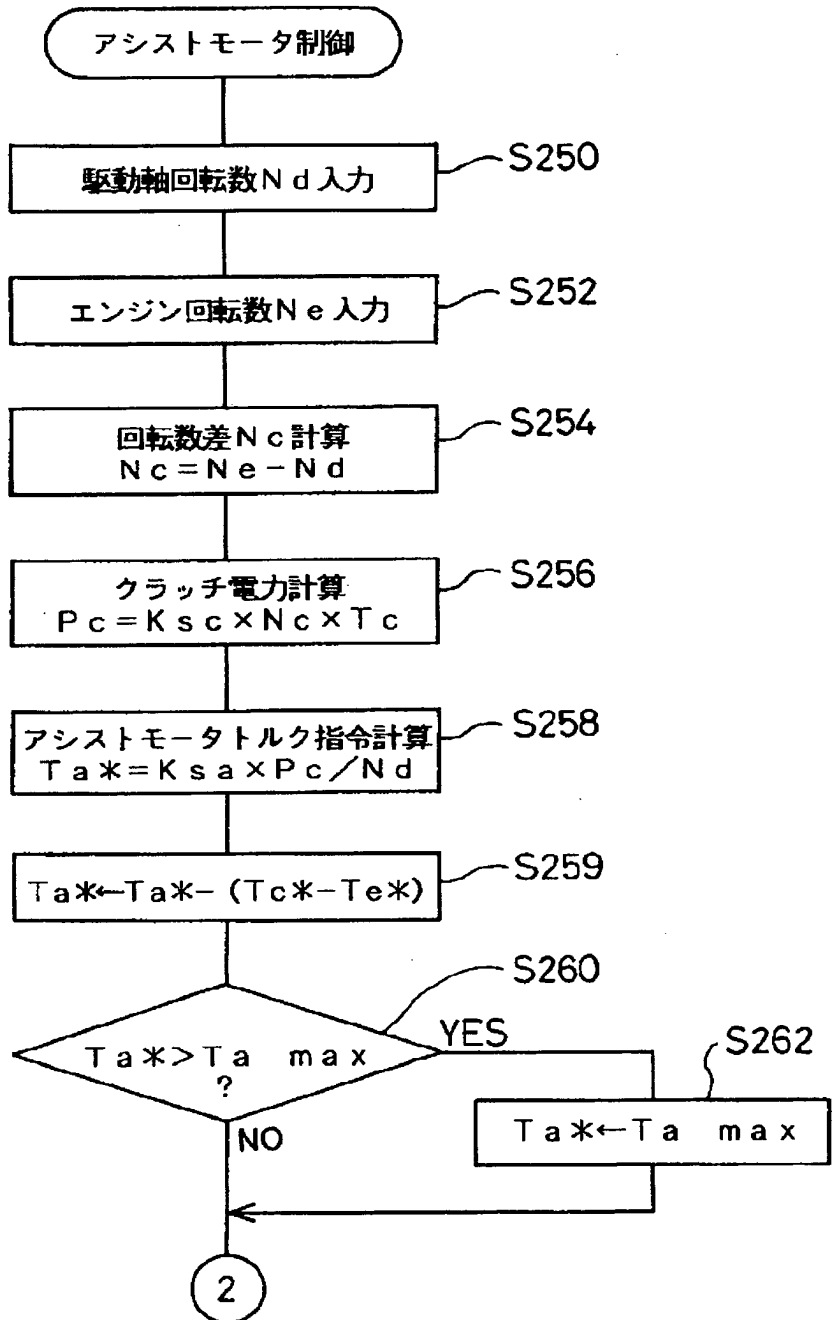 アシストモータ制御
駆動軸回転数Nd入力
S250
エンジン回転数Ne入力
S252
回転数差Nc計算
Nc=Ne-Nd
S254
クラッチ電力計算
Pc=Ksc×Nc×Tc
S256
アシストモータトルク指令計算
Ta*=Ksa×Pc/Nd
S258
Ta*←Ta*-(Tc*-Te*)
S259
Ta*>Ta max
?
S260
YES
NO
Ta*←Ta max
S262
2